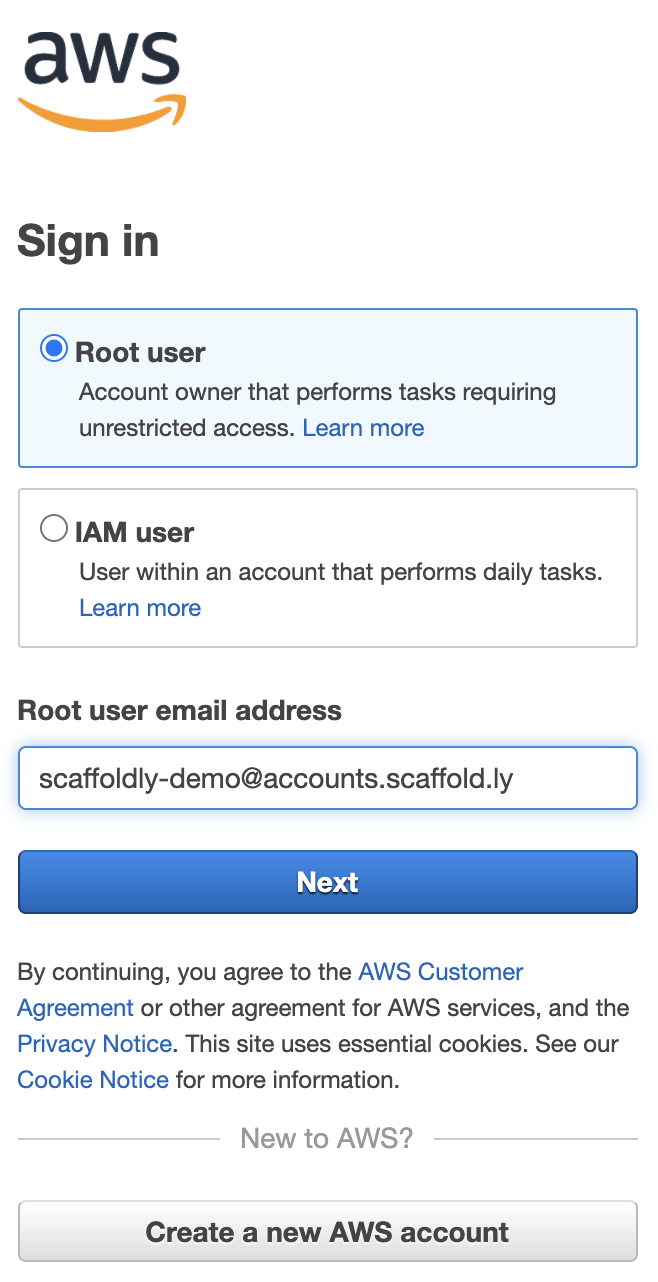 aws
Sign in
Root user
Account owner that performs tasks requiring
unrestricted access. Learn more
IAM user
User within an account that performs daily tasks.
Learn more
Root user email address
scaffoldly-demo@accounts.scaffold.ly
Next
By continuing, you agree to the AWS Customer
Agreement or other agreement for AWS services, and the
Privacy Notice. This site uses essential cookies. See our
Cookie Notice for more information.
New to AWS?
Create a new AWS account